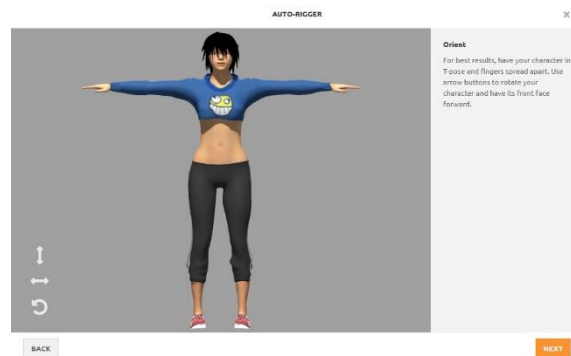 AUTO-RIGGER
Orient
For best results, have your character in
T-pose and fingers spread apart. Use
arrow buttons to rotate your
character and have its front face
forward.
BACK
NEXT